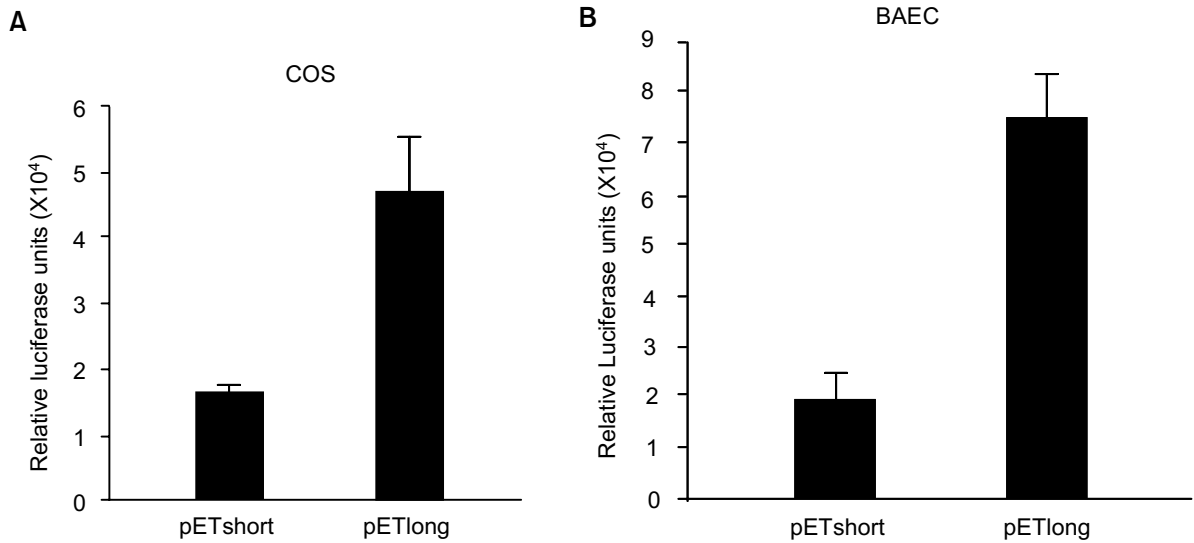 A
COS
Relative luciferase units (X10⁴)
6
5
4
3
2
1
0
pETshort
pETlong
B
BAEC
Relative Luciferase units (X10⁴)
9
8
7
6
5
4
3
2
1
0
pETshort
pETlong